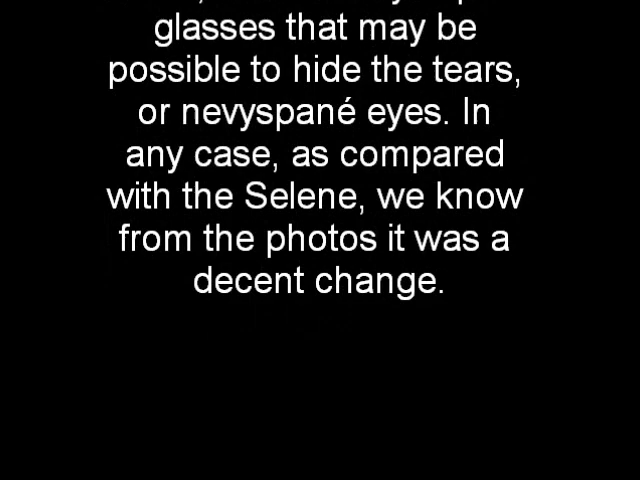 glasses that may be
possible to hide the tears,
or nevyspané eyes. In
any case, as compared
with the Selene, we know
from the photos it was a
decent change.